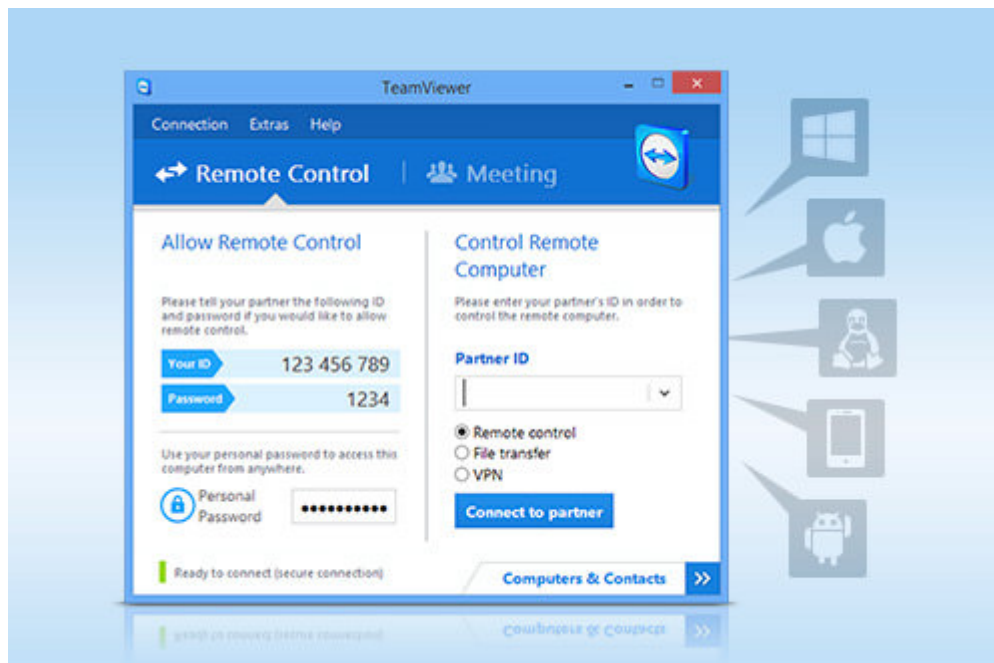 TeamViewer
Connection Extras Help
Remote Control
Meeting
Allow Remote Control
Please tell your partner the following ID
and password if you would like to allow
remote control.
Your ID 123 456 789
Password 1234
Use your personal password to access this
computer from anywhere.
Personal
Password
Control Remote
Computer
Please enter your partner's ID in order to
control the remote computer.
Partner ID
Remote control
File transfer
VPN
Connect to partner
Ready to connect (secure connection)
Computers & Contacts